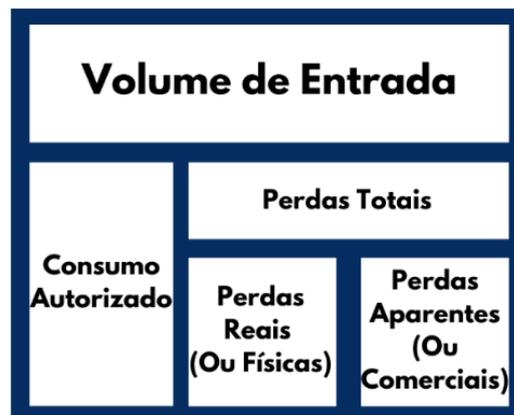 Volume de Entrada
Perdas Totais
Consumo
Autorizado
Perdas
Reais
(Ou Físicas)
Perdas
Aparentes
(Ou
Comerciais)